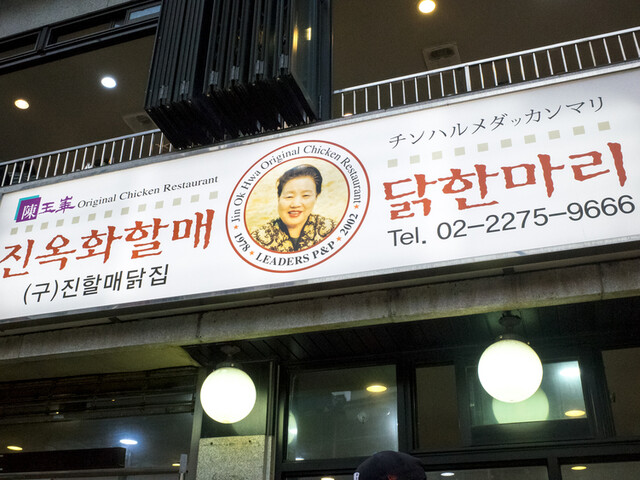 陳玉華 Original Chicken Restaurant
진옥화할매
(구)진할매닭집
Jin Ok Hwa Original Chicken Restaurant
1978 • LEADERS P&P • 2002
チンハルメダッカンマリ
닭한마리
Tel. 02-2275-9666